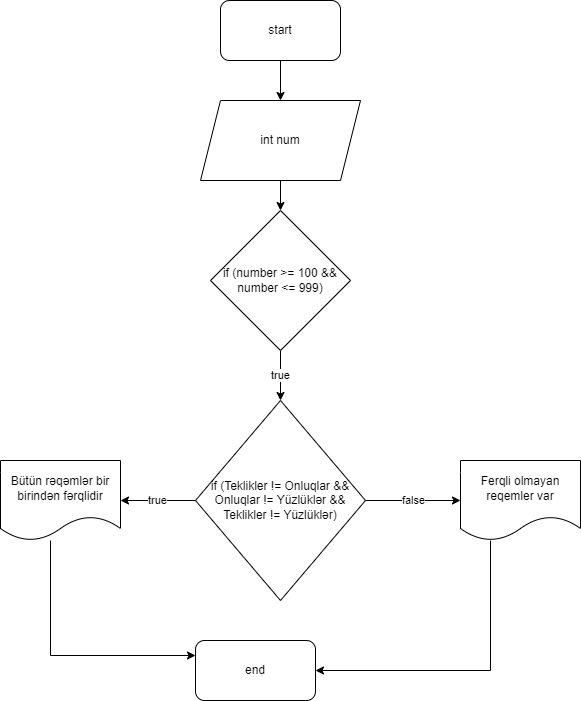 start
int num
if (number >= 100 &&
number <= 999)
true
if (Teklikler != Onluqlar &&
Onluqlar != Yüzlüklər &&
Teklikler != Yüzlüklər)
Bütün rəqəmlər bir
birindən fərqlidir
true
false
Ferqli olmayan
reqemler var
end